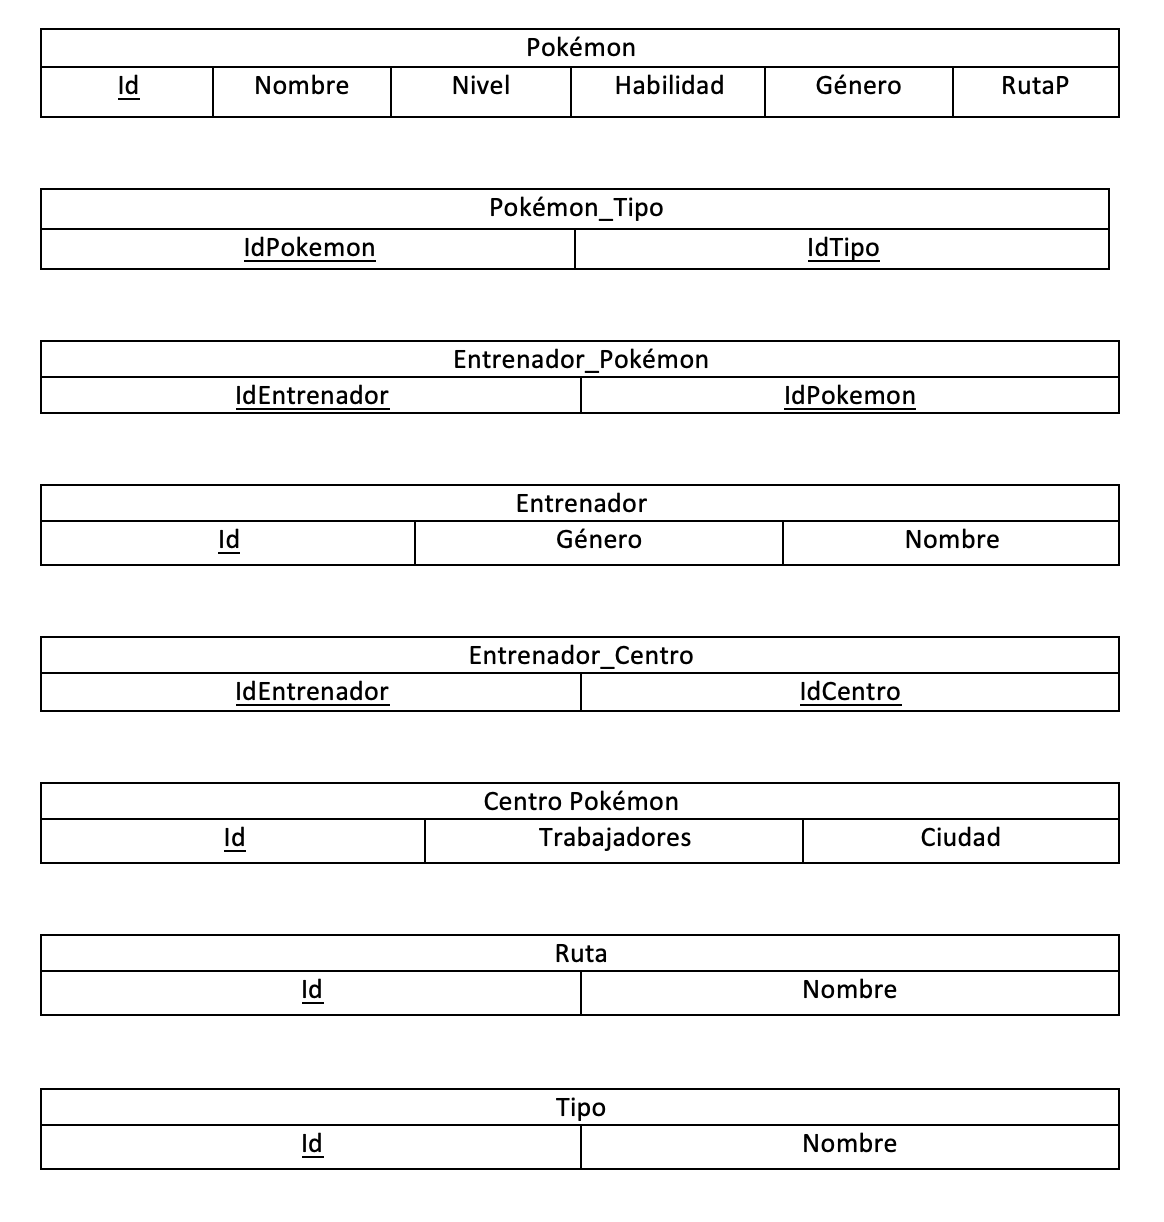 Pokémon
Id Nombre Nivel Habilidad Género RutaP
Pokémon_Tipo
IdPokemon IdTipo
Entrenador_Pokémon
IdEntrenador IdPokemon
Entrenador
Id Género Nombre
Entrenador_Centro
IdEntrenador IdCentro
Centro Pokémon
Id Trabajadores Ciudad
Ruta
Id Nombre
Tipo
Id Nombre